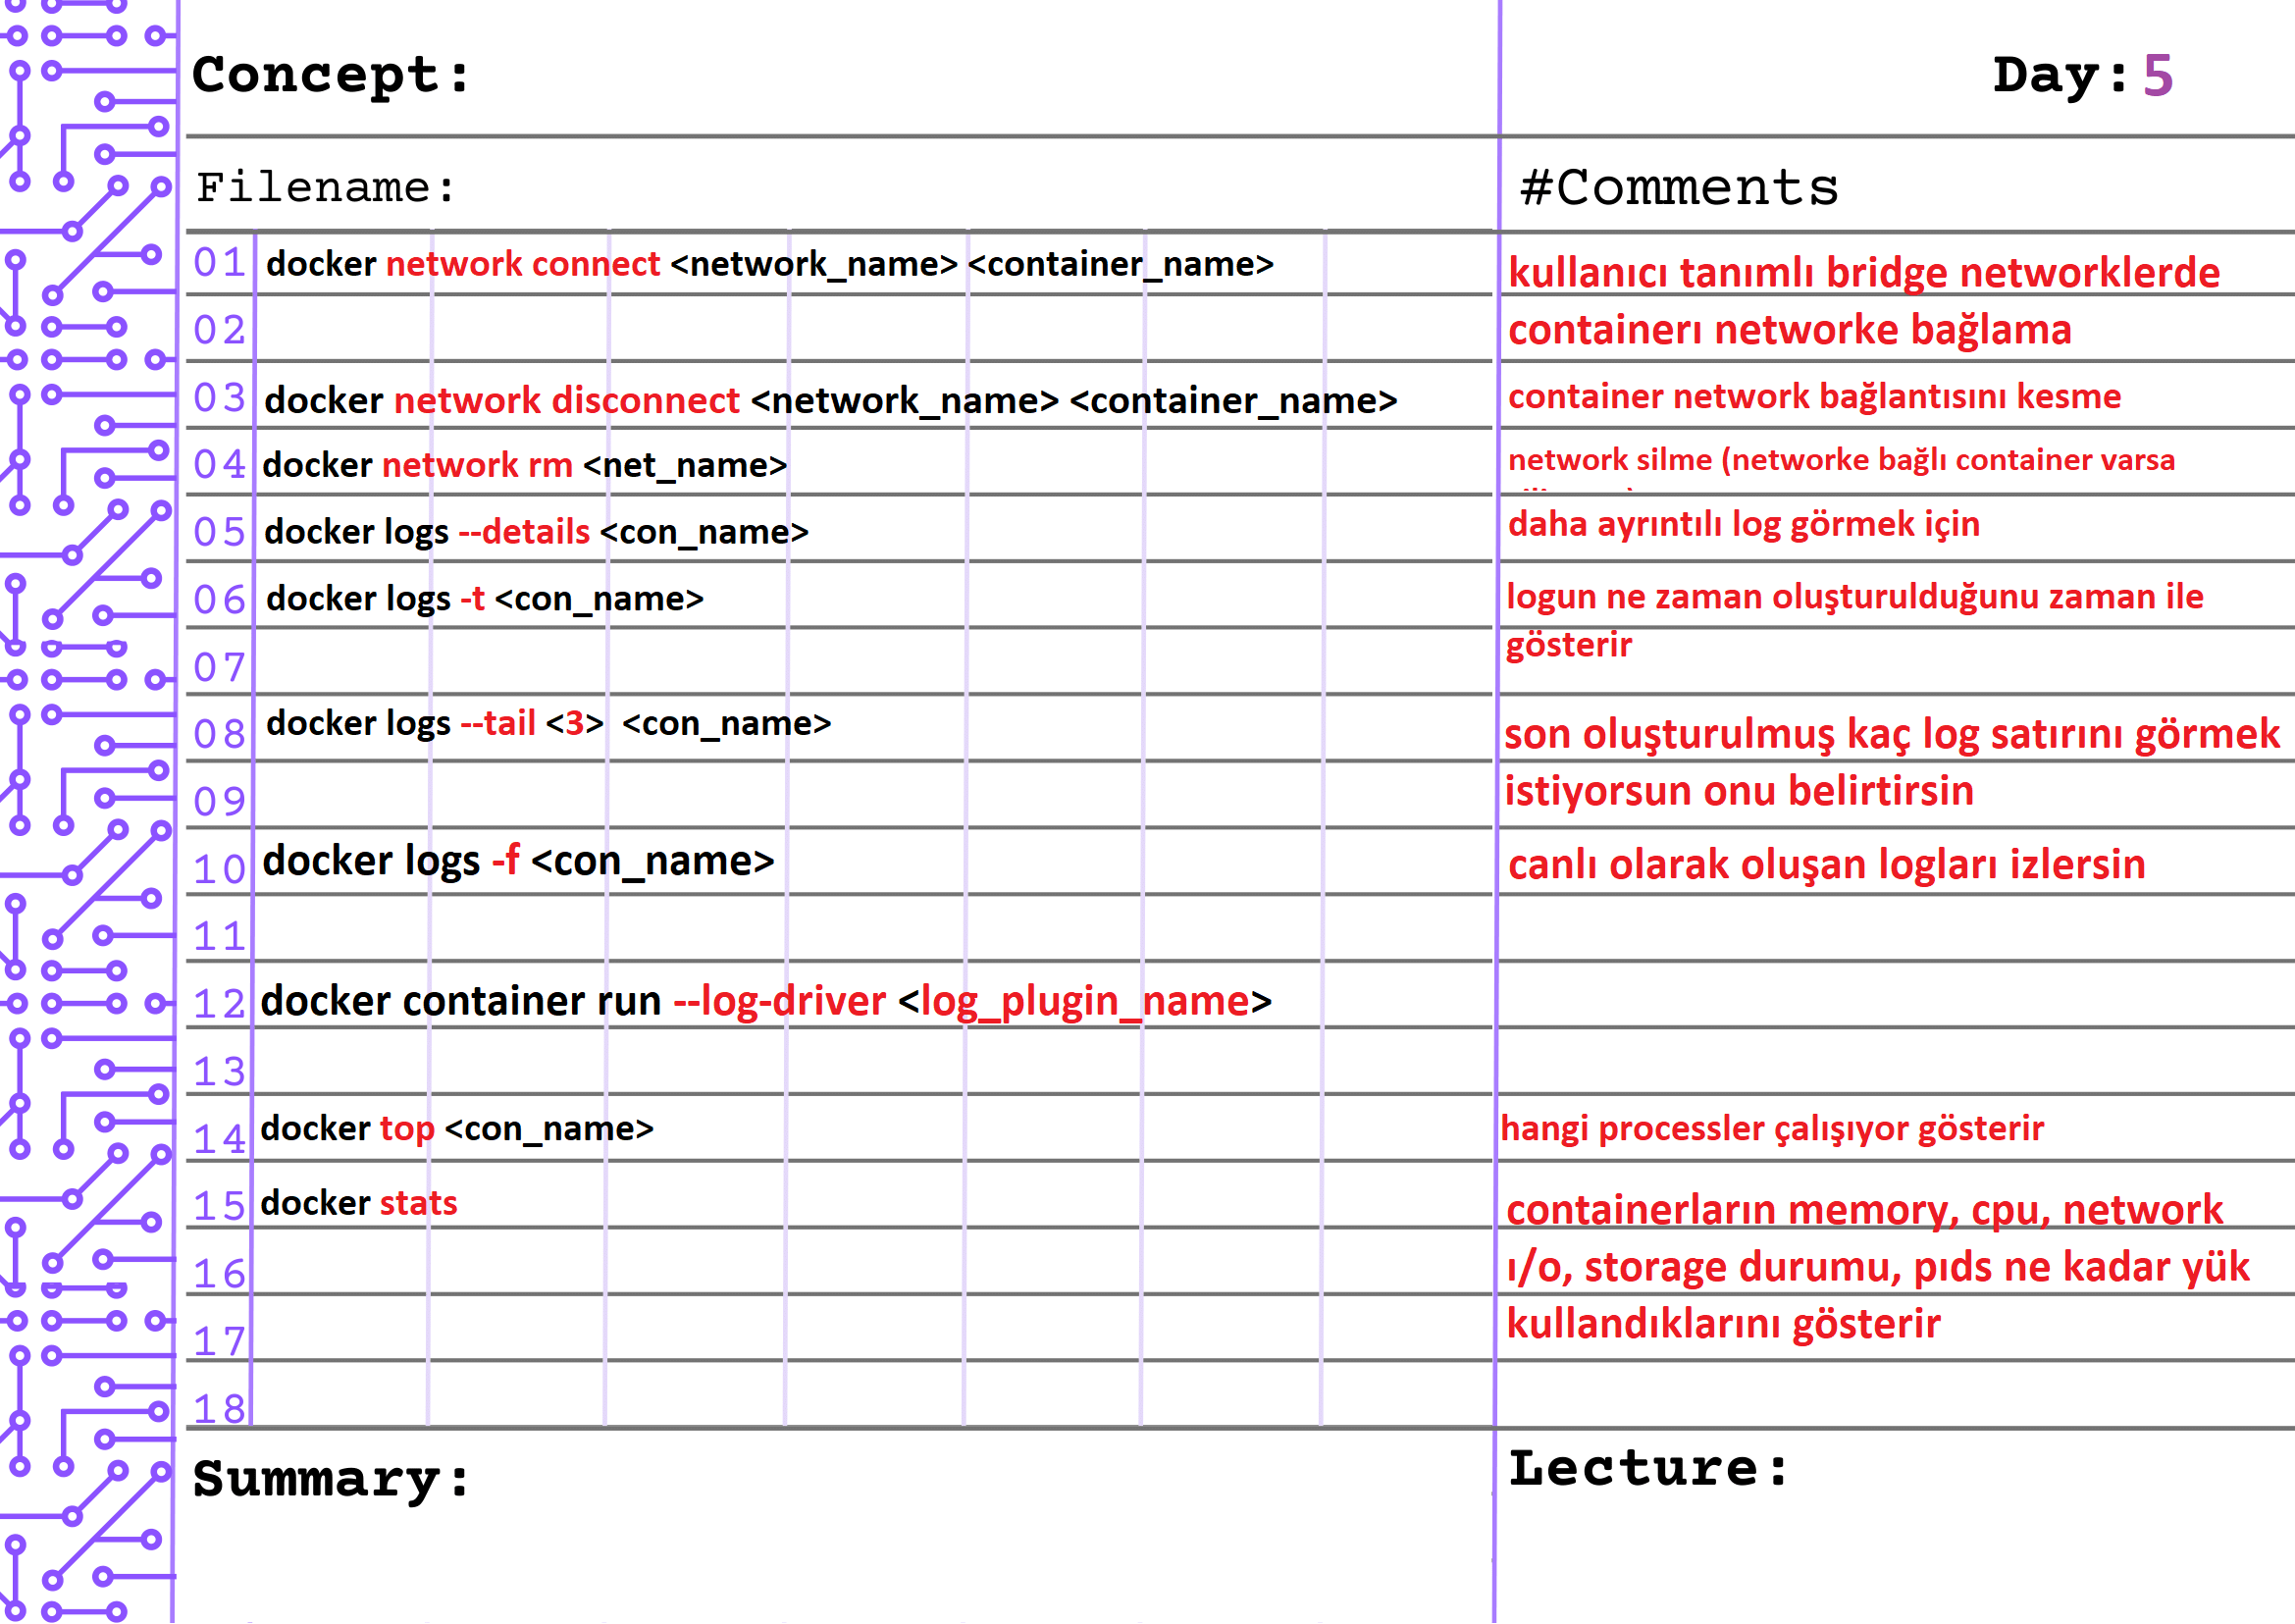 Concept:
Day: 5
Filename:
#Comments
01 docker network connect <network_name> <container_name>
kullanıcı tanımlı bridge networklerde
02
containerı networke bağlama
03 docker network disconnect <network_name> <container_name>
container network bağlantısını kesme
04 docker network rm <net_name>
network silme (networke bağlı container varsa
05 docker logs --details <con_name>
daha ayrıntılı log görmek için
06 docker logs -t <con_name>
logun ne zaman oluşturulduğunu zaman ile
07
gösterir
08 docker logs --tail <3> <con_name>
son oluşturulmuş kaç log satırını görmek
09
istiyorsun onu belirtirsin
10 docker logs -f <con_name>
canlı olarak oluşan logları izlersin
11
12 docker container run --log-driver <log_plugin_name>
13
14 docker top <con_name>
hangi processler çalışıyor gösterir
15 docker stats
containerların memory, cpu, network
16
ı/o, storage durumu, pıds ne kadar yük
17
kullandıklarını gösterir
18
Summary:
Lecture: